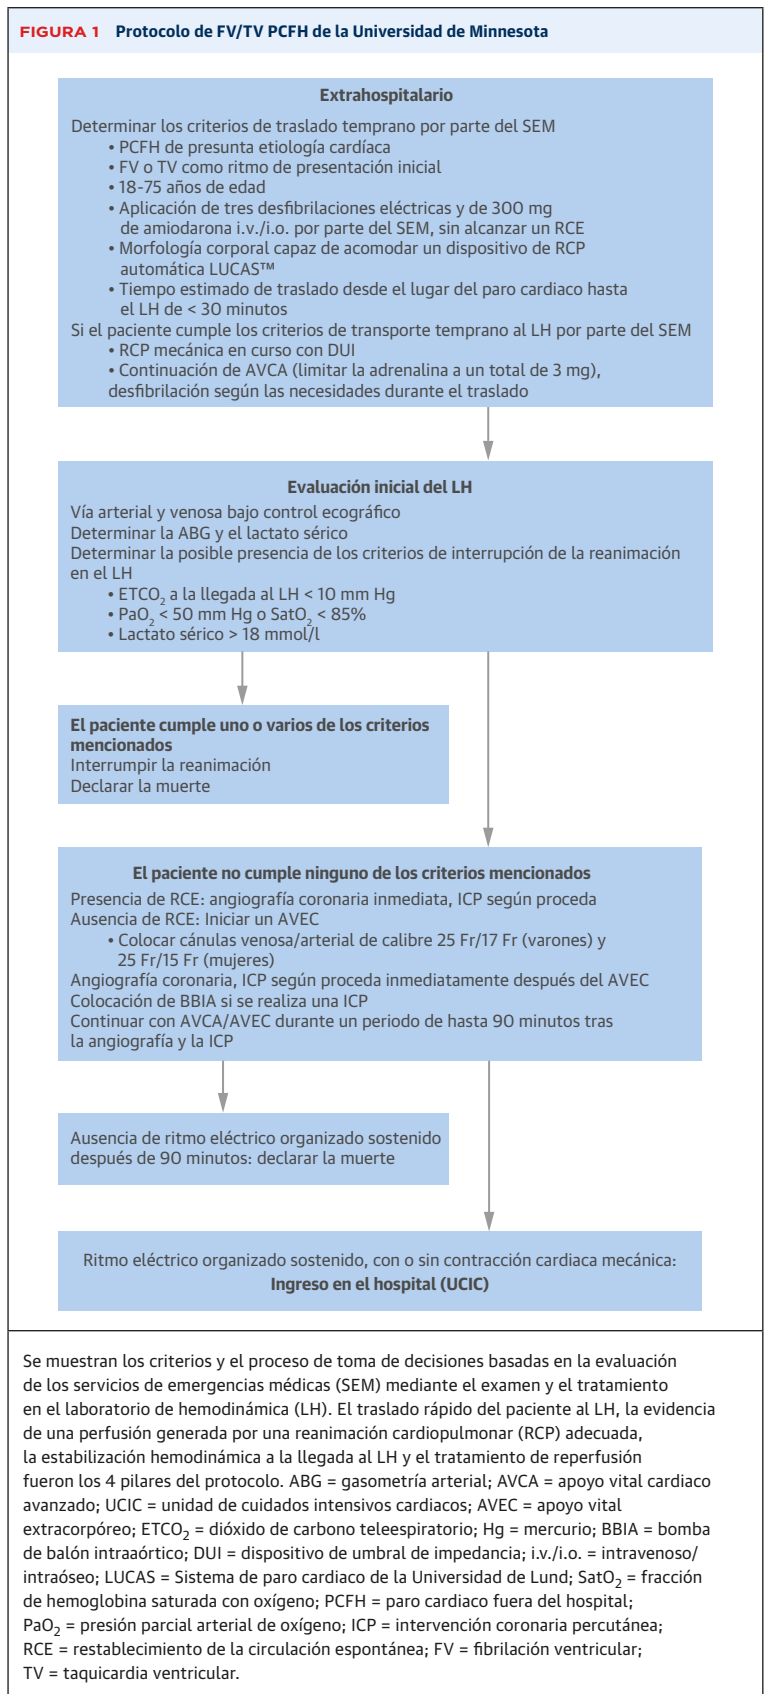 FIGURA 1 Protocolo de FV/TV PCFH de la Universidad de Minnesota
Extrahospitalario
Determinar los criterios de traslado temprano por parte del SEM
• PCFH de presunta etiología cardíaca
• FV o TV como ritmo de presentación inicial
• 18-75 años de edad
• Aplicación de tres desfibrilaciones eléctricas y de 300 mg
de amiodarona i.v./i.o. por parte del SEM, sin alcanzar un RCE
• Morfología corporal capaz de acomodar un dispositivo de RCP
automática LUCAS™
• Tiempo estimado de traslado desde el lugar del paro cardiaco hasta
el LH de < 30 minutos
Si el paciente cumple los criterios de transporte temprano al LH por parte del SEM
• RCP mecánica en curso con DUI
• Continuación de AVCA (limitar la adrenalina a un total de 3 mg),
desfibrilación según las necesidades durante el traslado
Evaluación inicial del LH
Vía arterial y venosa bajo control ecográfico
Determinar la ABG y el lactato sérico
Determinar la posible presencia de los criterios de interrupción de la reanimación
en el LH
• ETCO₂ a la llegada al LH < 10 mm Hg
• PaO₂ < 50 mm Hg o SatO₂ < 85%
• Lactato sérico > 18 mmol/l
El paciente cumple uno o varios de los criterios
mencionados
Interrumpir la reanimación
Declarar la muerte
El paciente no cumple ninguno de los criterios mencionados
Presencia de RCE: angiografía coronaria inmediata, ICP según proceda
Ausencia de RCE: Iniciar un AVEC
• Colocar cánulas venosa/arterial de calibre 25 Fr/17 Fr (varones) y
25 Fr/15 Fr (mujeres)
Angiografía coronaria, ICP según proceda inmediatamente después del AVEC
Colocación de BBIA si se realiza una ICP
Continuar con AVCA/AVEC durante un periodo de hasta 90 minutos tras
la angiografía y la ICP
Ausencia de ritmo eléctrico organizado sostenido
después de 90 minutos: declarar la muerte
Ritmo eléctrico organizado sostenido, con o sin contracción cardiaca mecánica:
Ingreso en el hospital (UCIC)
Se muestran los criterios y el proceso de toma de decisiones basadas en la evaluación
de los servicios de emergencias médicas (SEM) mediante el examen y el tratamiento
en el laboratorio de hemodinámica (LH). El traslado rápido del paciente al LH, la evidencia
de una perfusión generada por una reanimación cardiopulmonar (RCP) adecuada,
la estabilización hemodinámica a la llegada al LH y el tratamiento de reperfusión
fueron los 4 pilares del protocolo. ABG = gasometría arterial; AVCA = apoyo vital cardiaco
avanzado; UCIC = unidad de cuidados intensivos cardiacos; AVEC = apoyo vital
extracorpóreo; ETCO₂ = dióxido de carbono teleespiratorio; Hg = mercurio; BBIA = bomba
de balón intraaórtico; DUI = dispositivo de umbral de impedancia; i.v./i.o. = intravenoso/
intraóseo; LUCAS = Sistema de paro cardiaco de la Universidad de Lund; SatO₂ = fracción
de hemoglobina saturada con oxígeno; PCFH = paro cardiaco fuera del hospital;
PaO₂ = presión parcial arterial de oxígeno; ICP = intervención coronaria percutánea;
RCE = restablecimiento de la circulación espontánea; FV = fibrilación ventricular;
TV = taquicardia ventricular.